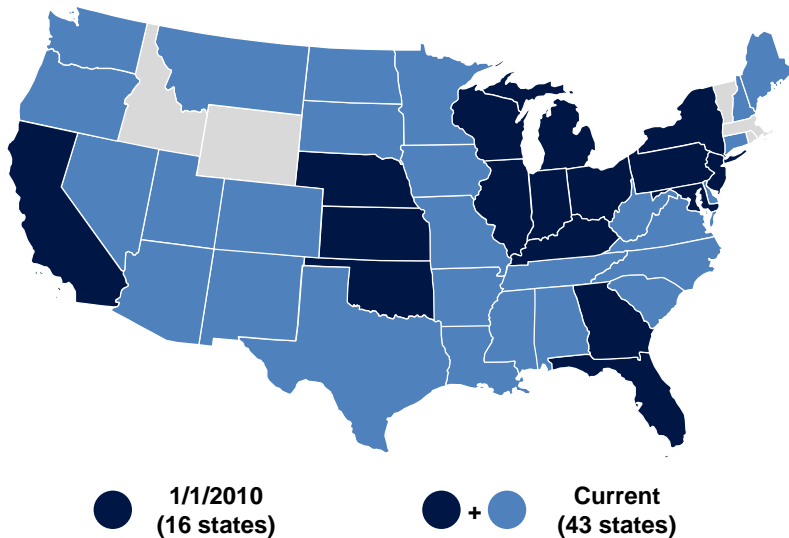 1/1/2010
(16 states)
+
Current
(43 states)